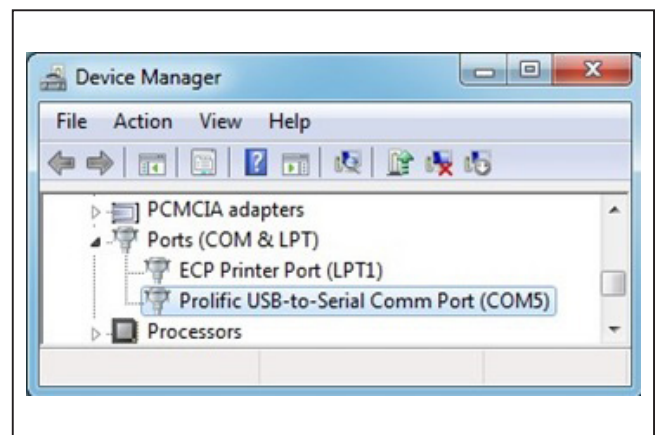 Device Manager
File Action View Help
PCMCIA adapters
Ports (COM & LPT)
ECP Printer Port (LPT1)
Prolific USB-to-Serial Comm Port (COM5)
Processors